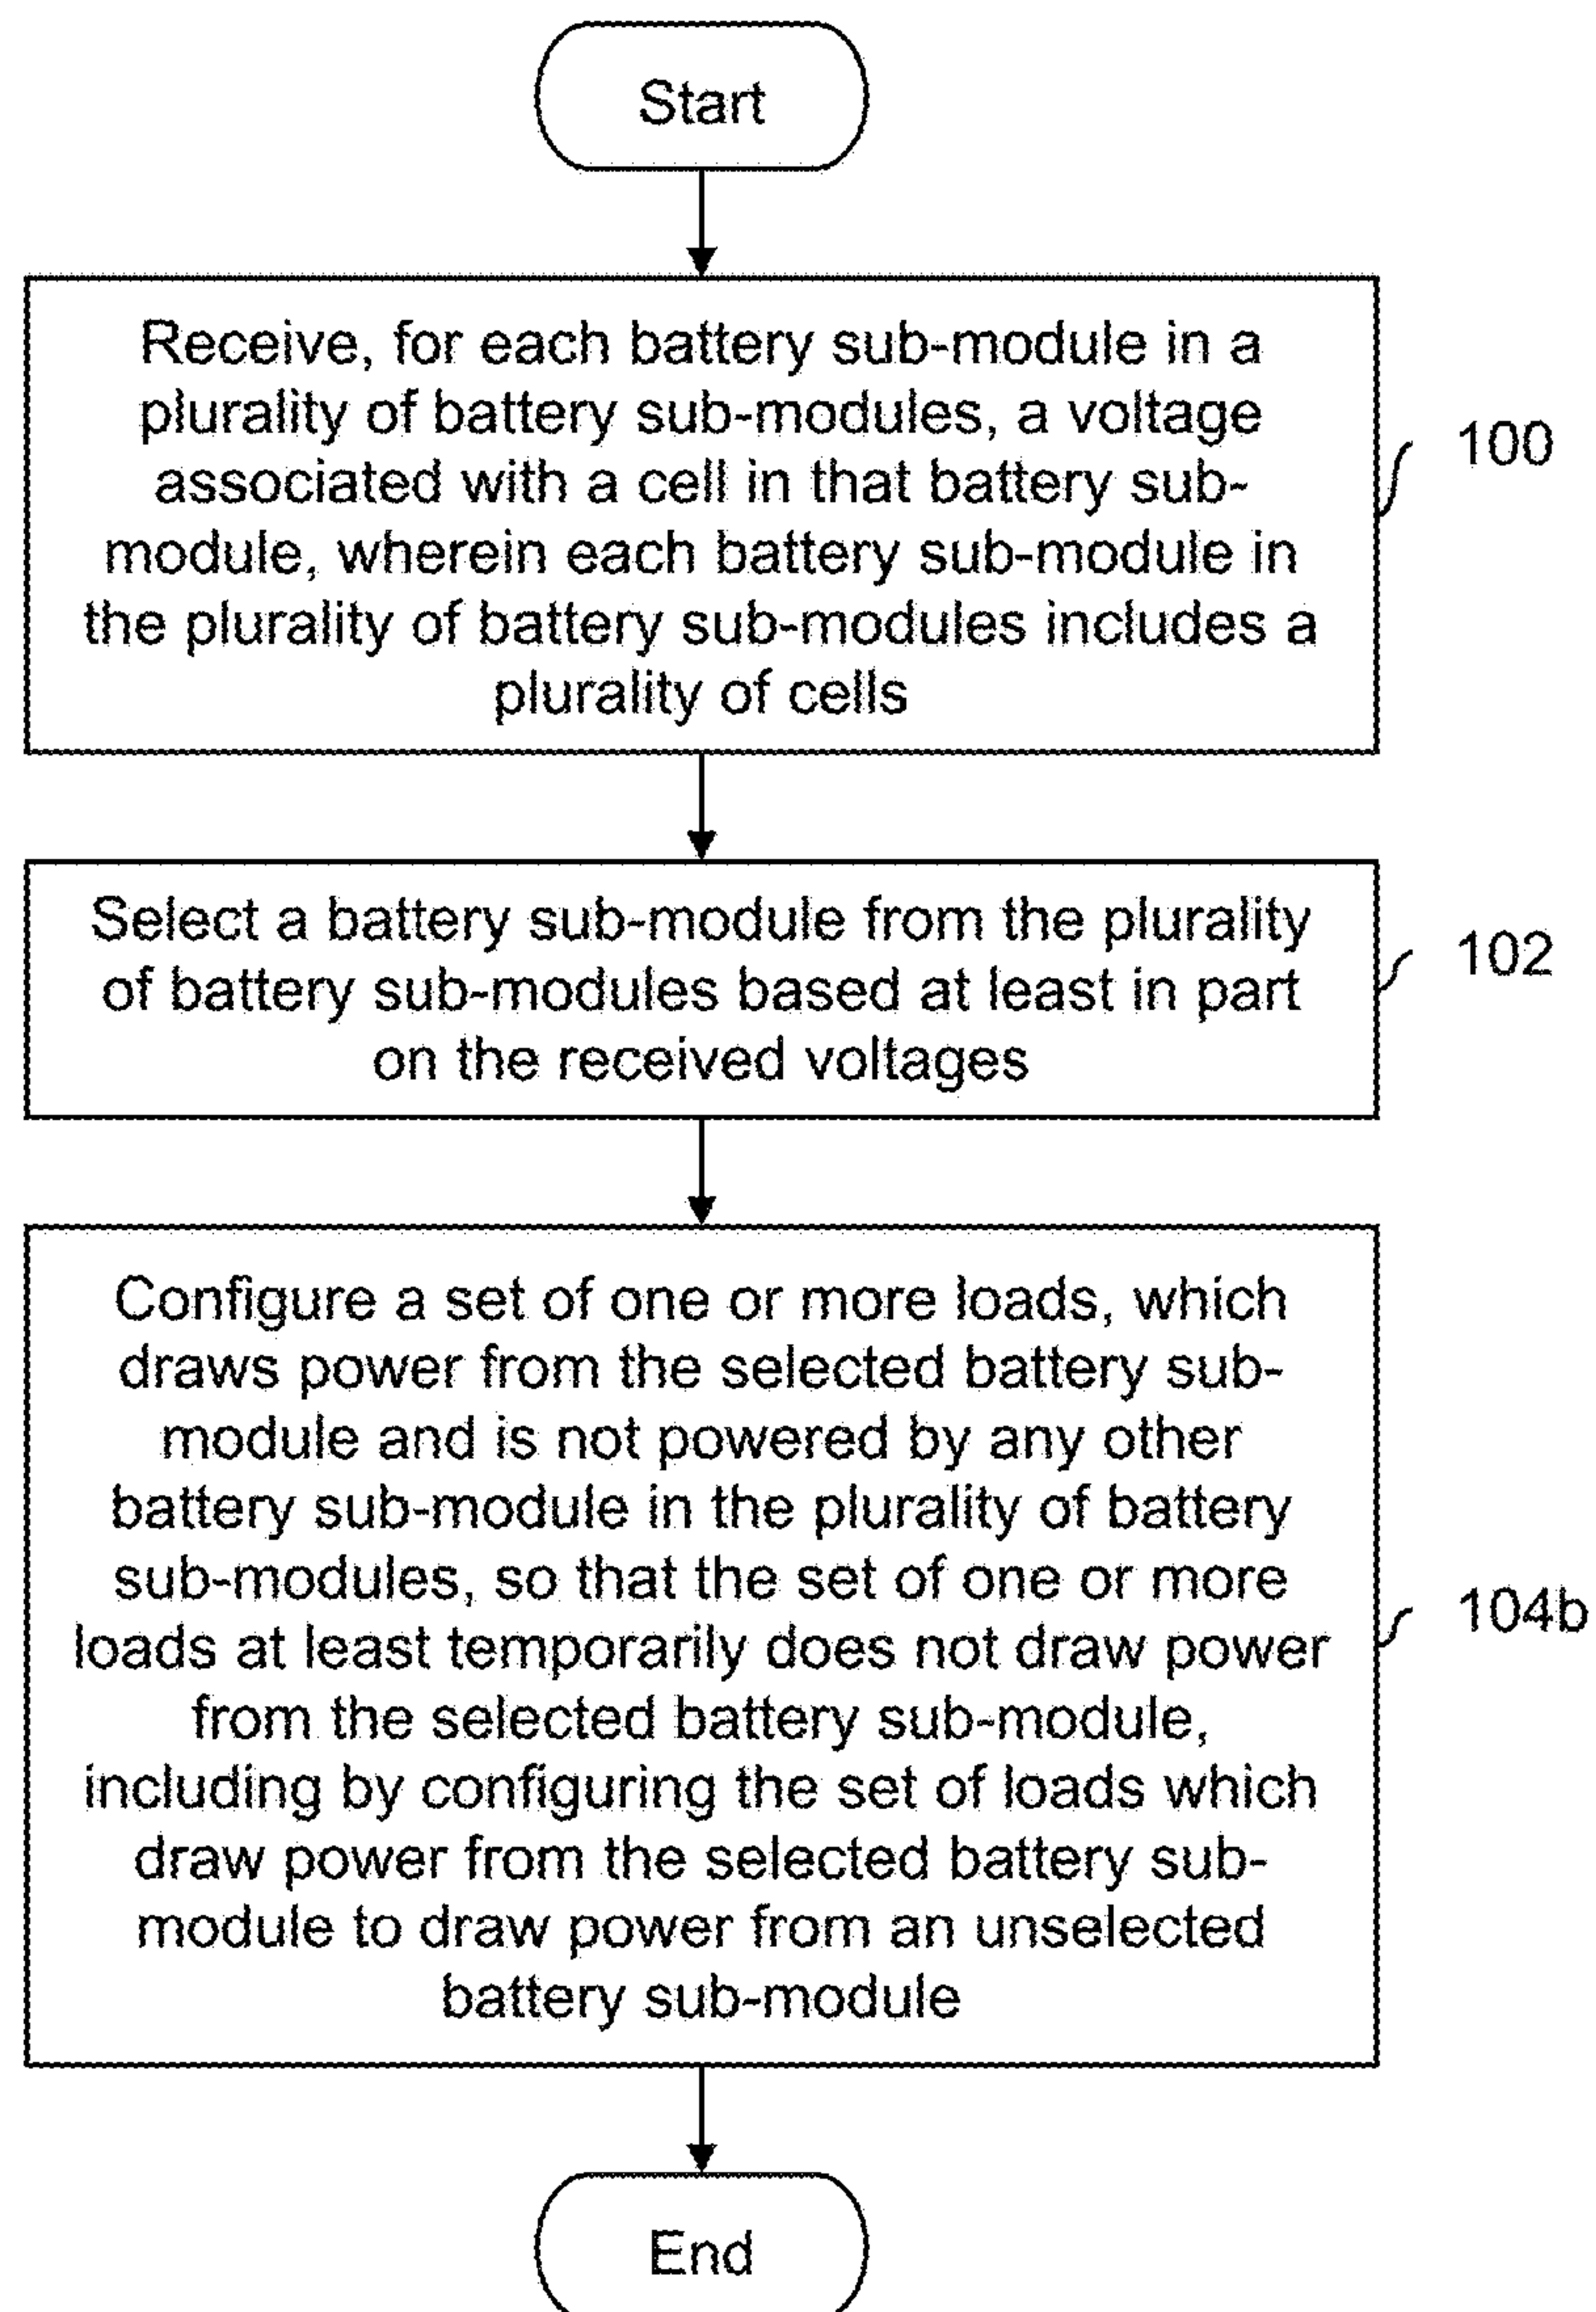 Start
Receive, for each battery sub-module in a
plurality of battery sub-modules, a voltage
associated with a cell in that battery sub-
module, wherein each battery sub-module in
the plurality of battery sub-modules includes a
plurality of cells
100
Select a battery sub-module from the plurality
of battery sub-modules based at least in part
on the received voltages
102
Configure a set of one or more loads, which
draws power from the selected battery sub-
module and is not powered by any other
battery sub-module in the plurality of battery
sub-modules, so that the set of one or more
loads at least temporarily does not draw power
from the selected battery sub-module,
including by configuring the set of loads which
draw power from the selected battery sub-
module to draw power from an unselected
battery sub-module
104b
End